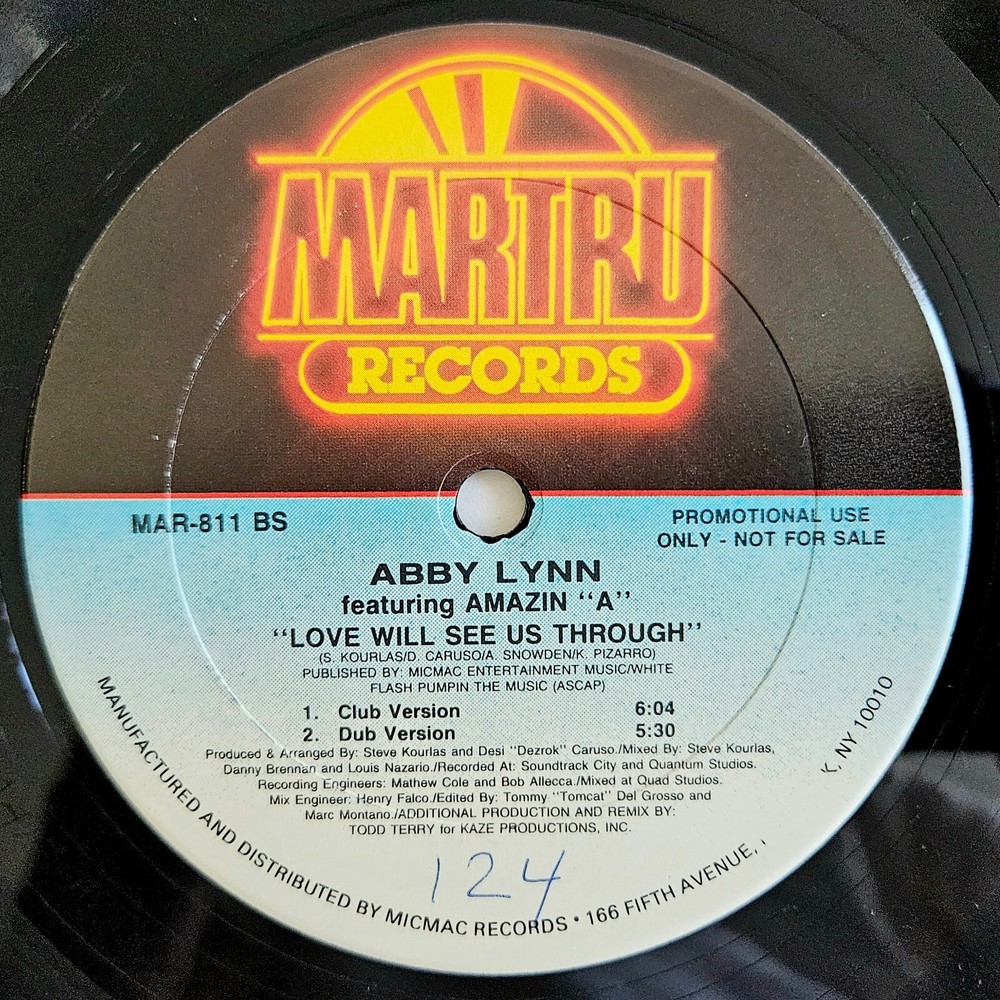 MARTRU
RECORDS
MAR-811 BS
PROMOTIONAL USE
ONLY - NOT FOR SALE
ABBY LYNN
featuring AMAZIN "A"
"LOVE WILL SEE US THROUGH"
(S. KOURLAS/D. CARUSO/A. SNOWDEN/K. PIZARRO)
PUBLISHED BY: MICMAC ENTERTAINMENT MUSIC/WHITE
FLASH PUMPIN THE MUSIC (ASCAP)
1. Club Version 6:04
2. Dub Version 5:30
Produced & Arranged By: Steve Kourlas and Desi "Dezrok" Caruso./Mixed By: Steve Kourlas,
Danny Brennan and Louis Nazario./Recorded At: Soundtrack City and Quantum Studios.
Recording Engineers: Mathew Cole and Bob Allecca./Mixed at Quad Studios.
Mix Engineer: Henry Falco./Edited By: Tommy "Tomcat" Del Grosso and
Marc Montano./ADDITIONAL PRODUCTION AND REMIX BY:
TODD TERRY for KAZE PRODUCTIONS, INC.
124
MANUFACTURED AND DISTRIBUTED BY MICMAC RECORDS • 166 FIFTH AVENUE, K, NY 10010